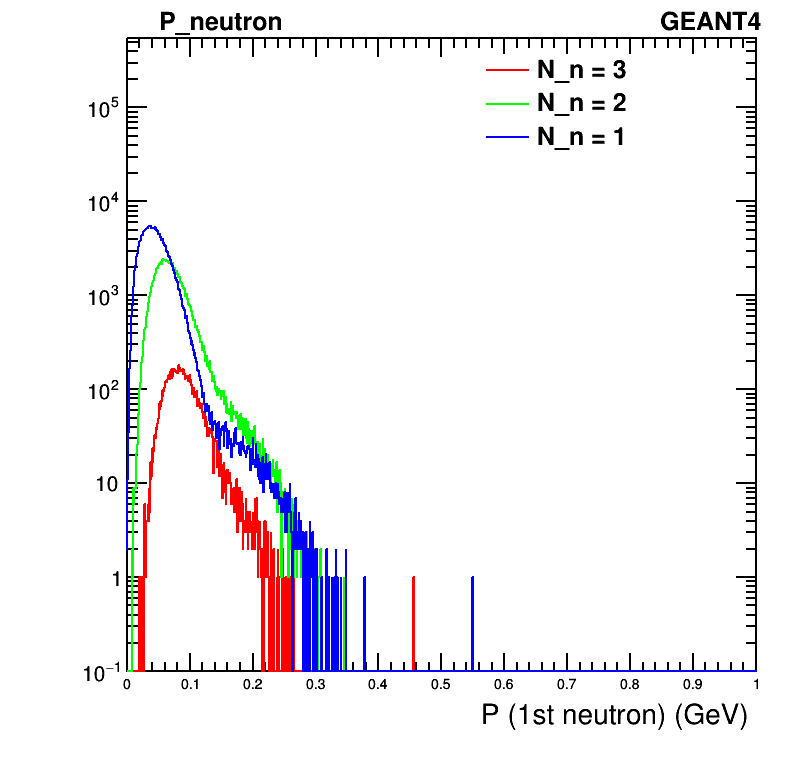 P_neutron GEANT4
N_n = 3
N_n = 2
N_n = 1
10^5
10^4
10^3
10^2
10
1
10^−1
0 0.1 0.2 0.3 0.4 0.5 0.6 0.7 0.8 0.9 1
P (1st neutron) (GeV)